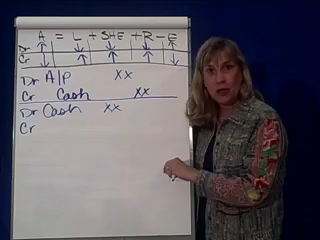 A = L + SHE + R - E
Dr ↑ ↓ ↓ ↓ ↑
Cr ↓ ↑ ↑ ↑ ↓
Dr A/P xx
Cr Cash xx
Dr Cash xx
Cr